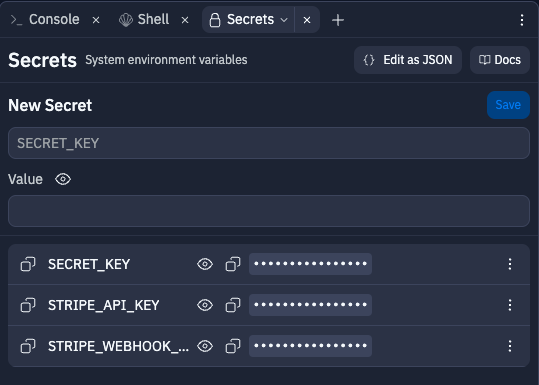 Console Shell Secrets
Secrets System environment variables {} Edit as JSON Docs
New Secret Save
SECRET_KEY
Value
SECRET_KEY ••••••••••••••••
STRIPE_API_KEY ••••••••••••••••
STRIPE_WEBHOOK_... ••••••••••••••••